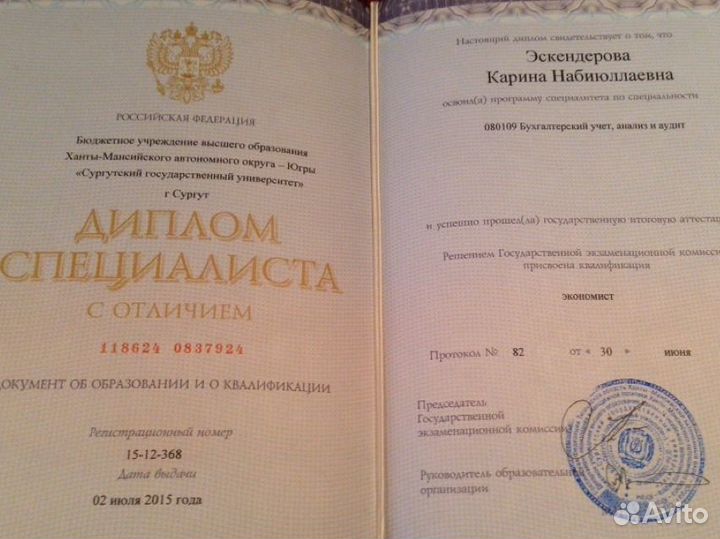 РОССИЙСКАЯ ФЕДЕРАЦИЯ
Бюджетное учреждение высшего образования
Ханты-Мансийского автономного округа – Югры
«Сургутский государственный университет»
г Сургут
ДИПЛОМ
СПЕЦИАЛИСТА
С ОТЛИЧИЕМ
118624 0837924
ДОКУМЕНТ ОБ ОБРАЗОВАНИИ И О КВАЛИФИКАЦИИ
Регистрационный номер
15-12-368
Дата выдачи
02 июля 2015 года
Настоящий диплом свидетельствует о том, что
Эскендерова
Карина Набиюллаевна
освоил(а) программу специалитета по специальности
080109 Бухгалтерский учет, анализ и аудит
и успешно прошел(ла) государственную итоговую аттестац
Решением Государственной экзаменационной комисси
присвоена квалификация
экономист
Протокол № 82 от « 30 » июня
Председатель
Государственной
экзаменационной комиссии
Руководитель образовательной
организации
Avito